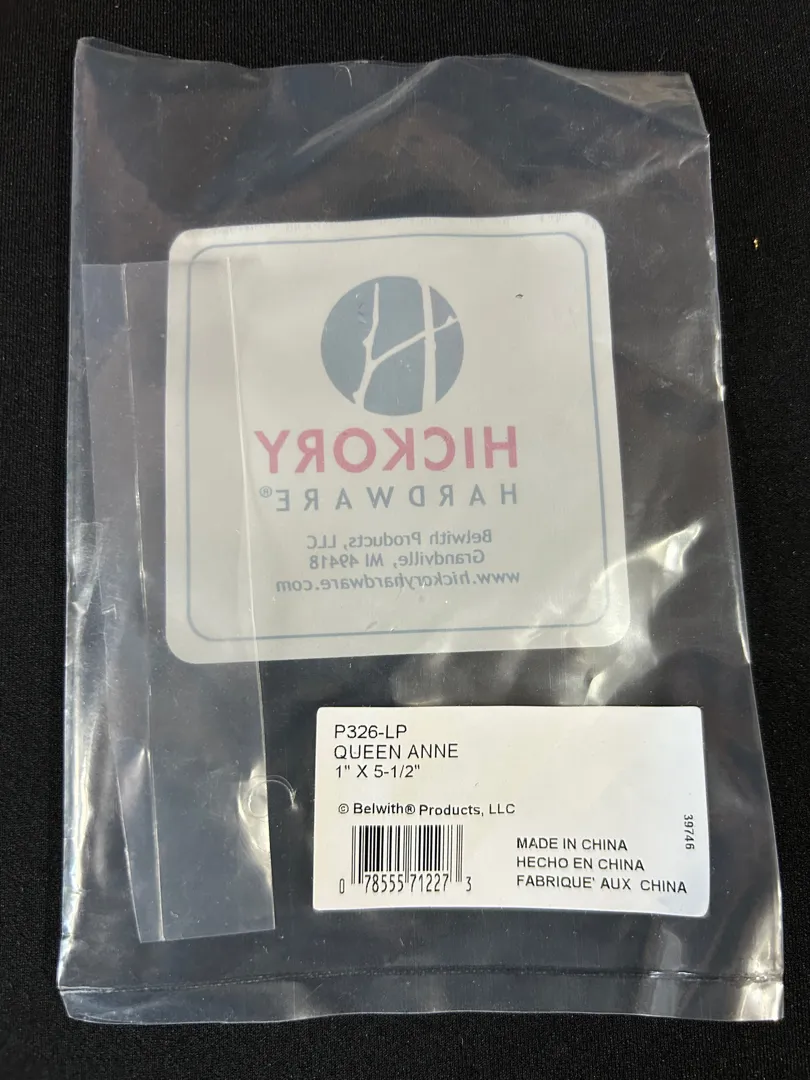 HICKORY
HARDWARE®
Belwith Products, LLC
Grandville, MI 49418
www.hickoryhardware.com
P326-LP
QUEEN ANNE
1" X 5-1/2"
© Belwith® Products, LLC
0 78555 71227 3
MADE IN CHINA
HECHO EN CHINA
FABRIQUE' AUX CHINA
39746